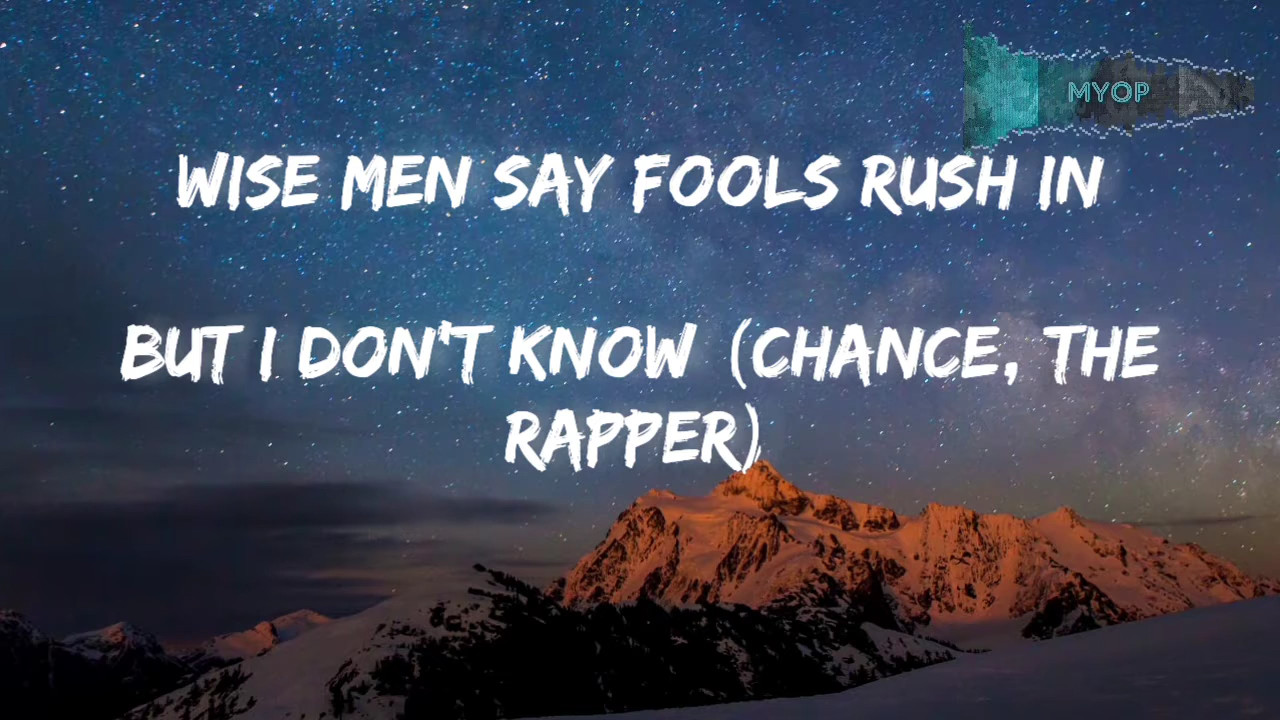 MYOP
WISE MEN SAY FOOLS RUSH IN
BUT I DON'T KNOW (CHANCE, THE
RAPPER)